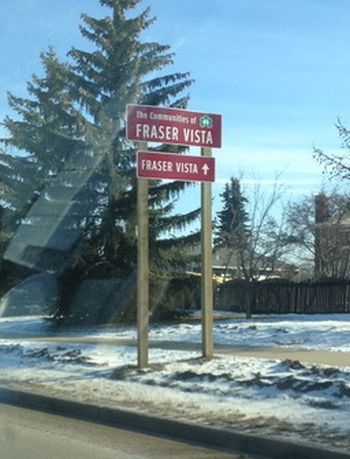 The Communities of
FRASER VISTA
FRASER VISTA ↑